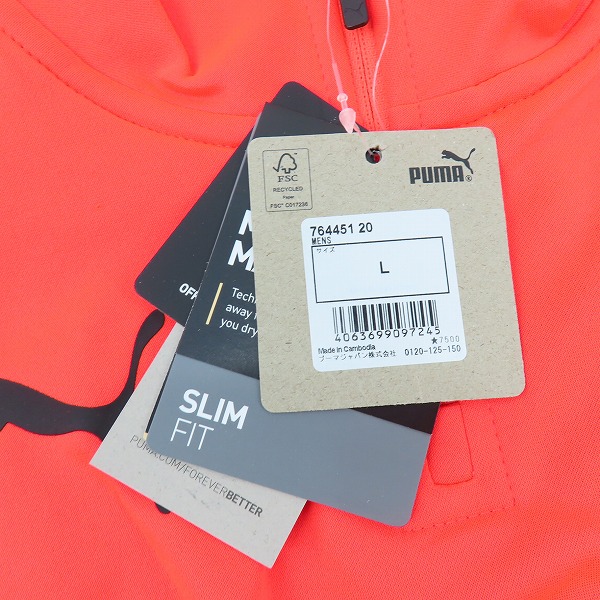 PUMA
FSC
RECYCLED
Paper
FSC® C017236
764451 20
MENS
サイズ
L
4063699097245
★7500
Made in Cambodia
プーマジャパン株式会社 0120-125-150
OFF
Tech
away
you dry
SLIM
FIT
PUMA.COM/FOREVERBETTER